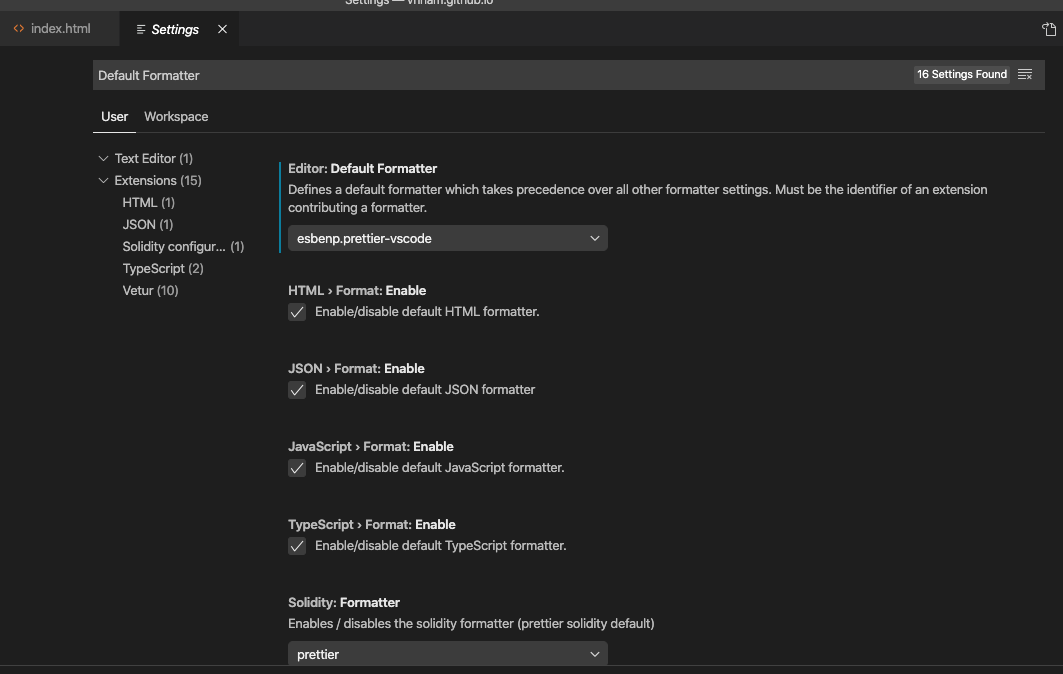 Settings — vnham.github.io
index.html
Settings
Default Formatter
16 Settings Found
User
Workspace
Text Editor (1)
Extensions (15)
HTML (1)
JSON (1)
Solidity configur... (1)
TypeScript (2)
Vetur (10)
Editor: Default Formatter
Defines a default formatter which takes precedence over all other formatter settings. Must be the identifier of an extension
contributing a formatter.
esbenp.prettier-vscode
HTML › Format: Enable
Enable/disable default HTML formatter.
JSON › Format: Enable
Enable/disable default JSON formatter
JavaScript › Format: Enable
Enable/disable default JavaScript formatter.
TypeScript › Format: Enable
Enable/disable default TypeScript formatter.
Solidity: Formatter
Enables / disables the solidity formatter (prettier solidity default)
prettier